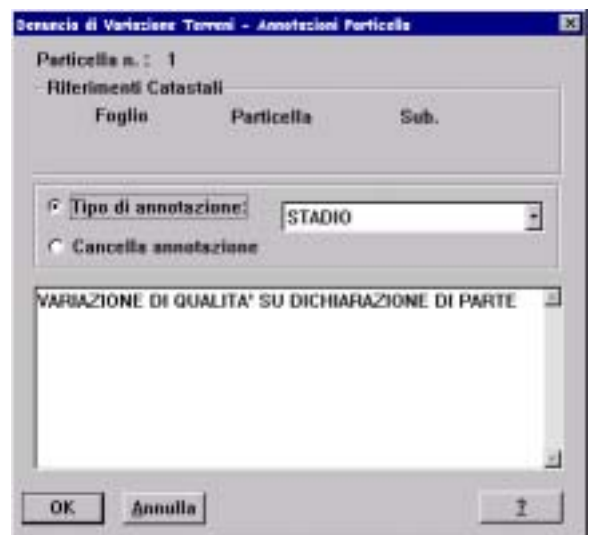 Denuncia di Variazione Terreni - Annotazioni Particella
Particella n. : 1
Riferimenti Catastali
Foglio Particella Sub.
Tipo di annotazione: STADIO
Cancella annotazione
VARIAZIONE DI QUALITA' SU DICHIARAZIONE DI PARTE
OK Annulla ?